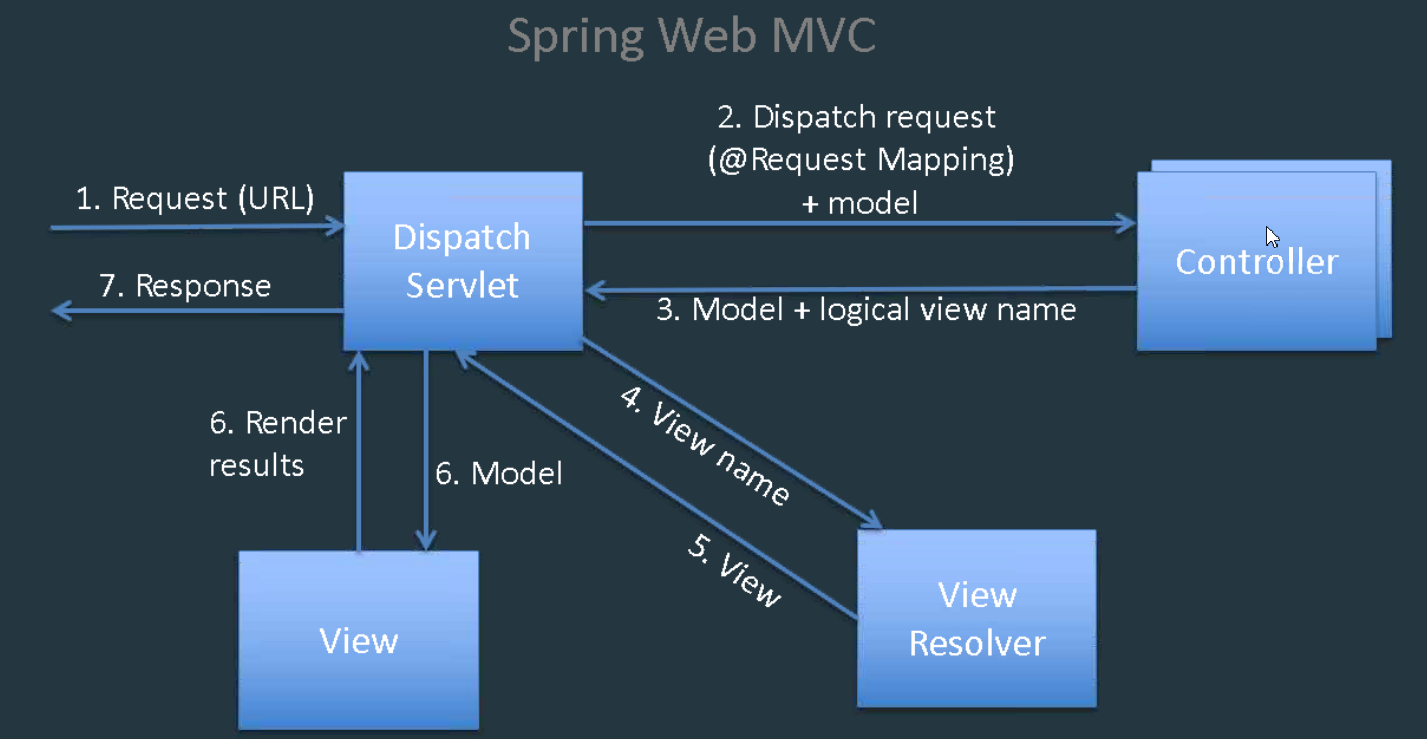 Spring Web MVC
2. Dispatch request
(@Request Mapping)
+ model
1. Request (URL)
Dispatch
Servlet
Controller
7. Response
3. Model + logical view name
4. View name
6. Render
results
6. Model
5. View
View
View
Resolver